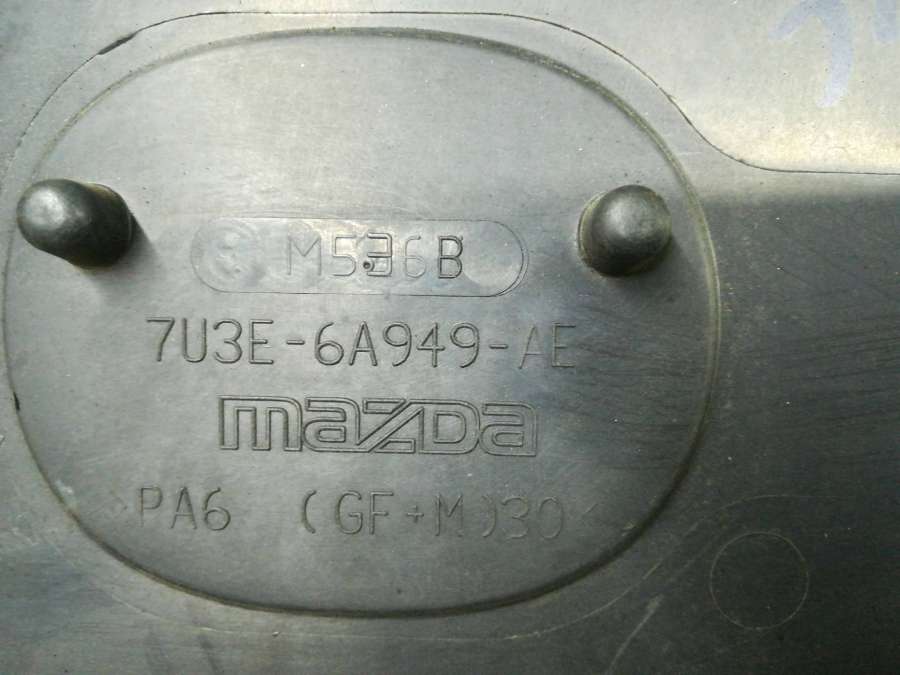 M536B
7U3E-6A949-AE
mazda
>PA6 (GF+M)30<